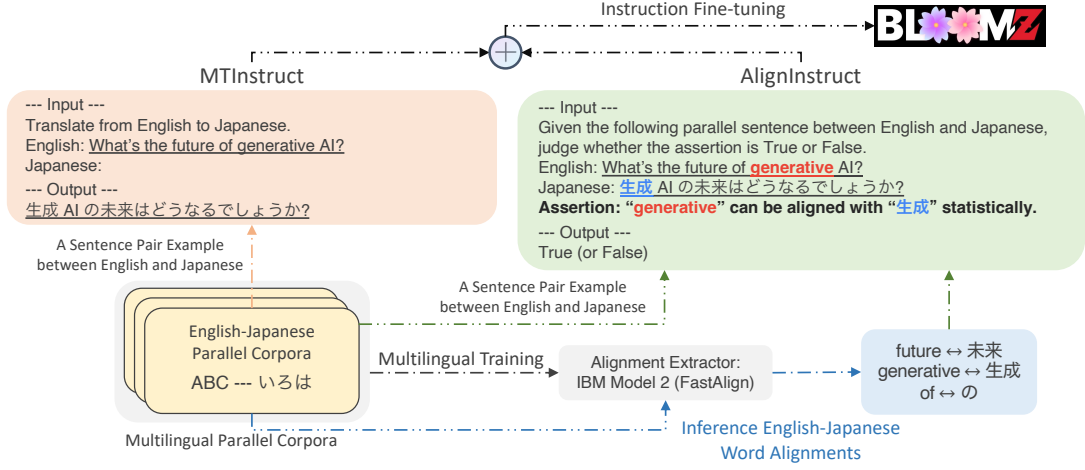 Instruction Fine-tuning
BLOOMZ
MTInstruct
AlignInstruct
--- Input ---
Translate from English to Japanese.
English: What's the future of generative AI?
Japanese:
--- Output ---
生成 AI の未来はどうなるでしょうか?
--- Input ---
Given the following parallel sentence between English and Japanese,
judge whether the assertion is True or False.
English: What's the future of generative AI?
Japanese: 生成 AI の未来はどうなるでしょうか?
Assertion: “generative” can be aligned with “生成” statistically.
--- Output ---
True (or False)
A Sentence Pair Example
between English and Japanese
A Sentence Pair Example
between English and Japanese
English-Japanese
Parallel Corpora
ABC --- いろは
Multilingual Parallel Corpora
Multilingual Training
Alignment Extractor:
IBM Model 2 (FastAlign)
future ↔ 未来
generative ↔ 生成
of ↔ の
Inference English-Japanese
Word Alignments